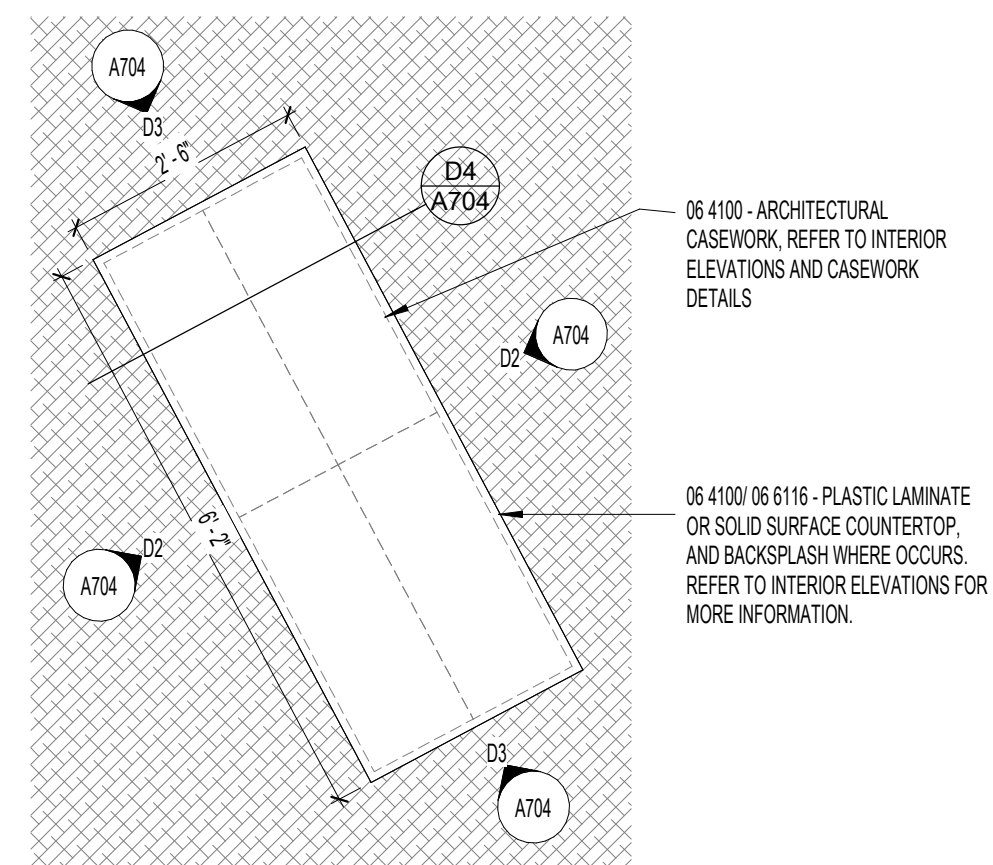 A704
D3
2' - 6"
D4
A704
06 4100 - ARCHITECTURAL
CASEWORK, REFER TO INTERIOR
ELEVATIONS AND CASEWORK
DETAILS
A704
D2
06 4100/ 06 6116 - PLASTIC LAMINATE
OR SOLID SURFACE COUNTERTOP,
AND BACKSPLASH WHERE OCCURS.
REFER TO INTERIOR ELEVATIONS FOR
MORE INFORMATION.
6' - 2"
D2
A704
D3
A704